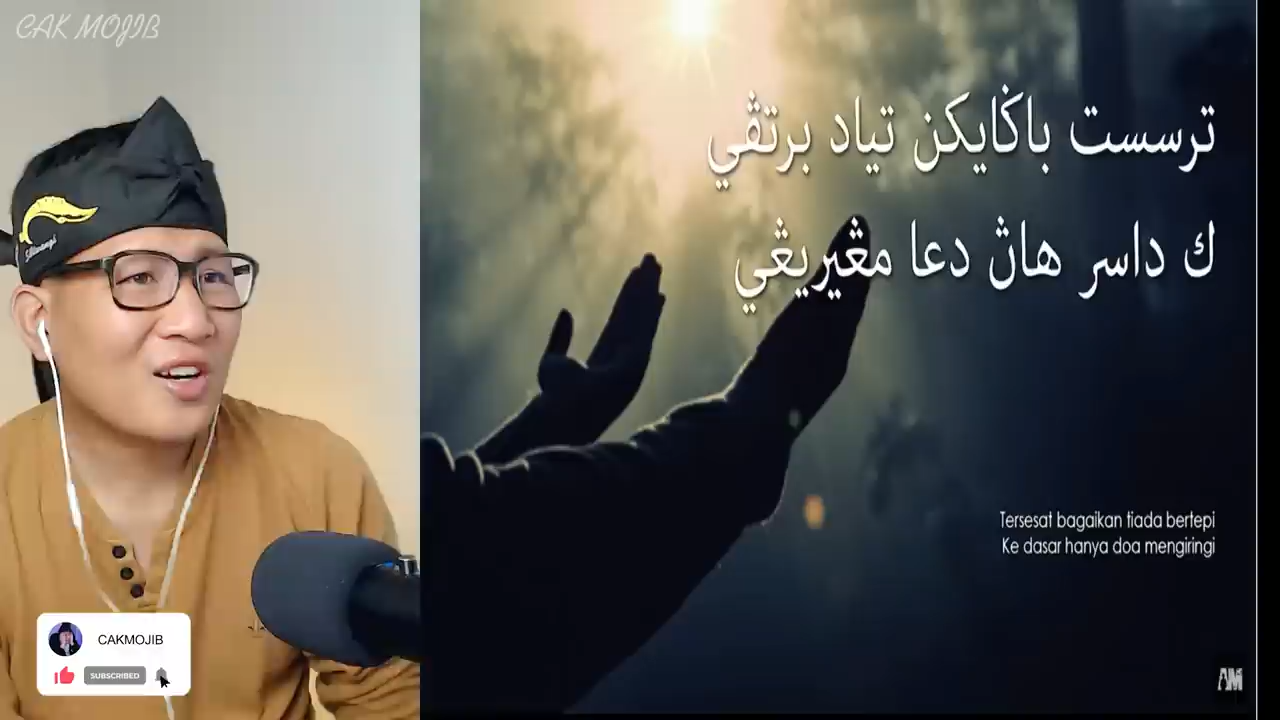 CAK MOJIB
ترسست باݢايكن تياد برتڤي
ك داسر هاڽ دعا مڠيريڠي
Tersesat bagaikan tiada bertepi
Ke dasar hanya doa mengiringi
CAKMOJIB
SUBSCRIBED
AM